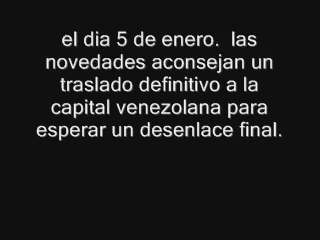 el dia 5 de enero.  las
novedades aconsejan un
traslado definitivo a la
capital venezolana para
esperar un desenlace final.